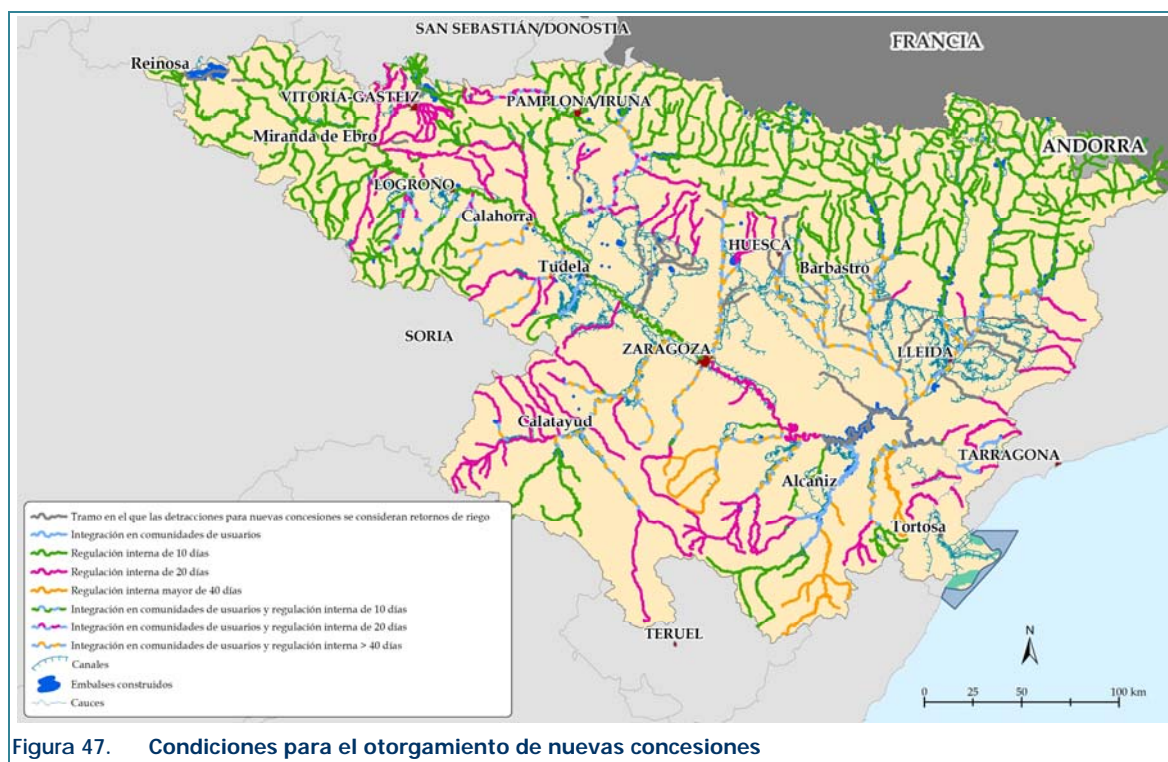 SAN SEBASTIÁN/DONOSTIA
FRANCIA
Reinosa
VITORIA-GASTEIZ
PAMPLONA/IRUÑA
Miranda de Ebro
ANDORRA
LOGROÑO
Calahorra
HUESCA
Barbastro
Tudela
SORIA
ZARAGOZA
LLEIDA
Calatayud
TARRAGONA
Alcañiz
Tortosa
TERUEL
Tramo en el que las detracciones para nuevas concesiones se consideran retornos de riego
Integración en comunidades de usuarios
Regulación interna de 10 días
Regulación interna de 20 días
Regulación interna mayor de 40 días
Integración en comunidades de usuarios y regulación interna de 10 días
Integración en comunidades de usuarios y regulación interna de 20 días
Integración en comunidades de usuarios y regulación interna > 40 días
Canales
Embalses construidos
Cauces
N
0 25 50 100 km
Figura 47. Condiciones para el otorgamiento de nuevas concesiones